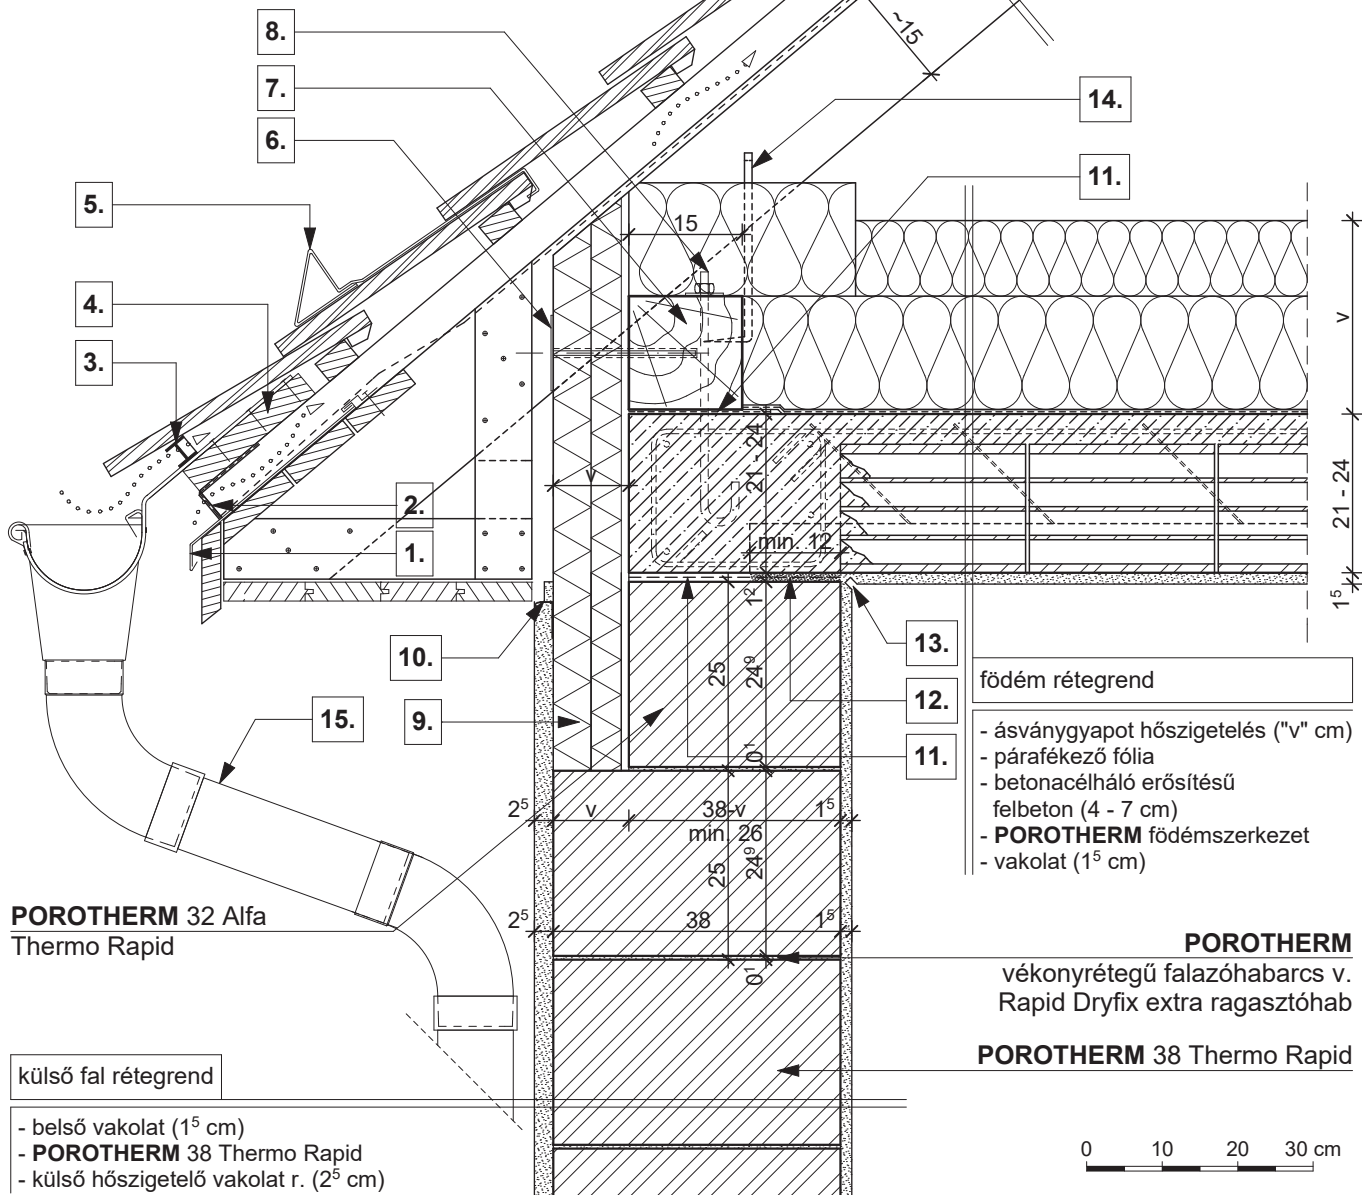 8.
7.
6.
5.
4.
3.
2.
1.
10.
9.
15.
14.
11.
13.
12.
11.
~15
15
v
v
21 - 24
21 - 24
min. 12
1²
1⁵
25
24⁹
0¹
2⁵
v
38-v
1⁵
min. 26
25
24⁹
2⁵
38
1⁵
0¹
födém rétegrend
- ásványgyapot hőszigetelés ("v" cm)
- párafékező fólia
- betonacélháló erősítésű
felbeton (4 - 7 cm)
- POROTHERM födémszerkezet
- vakolat (1⁵ cm)
POROTHERM 32 Alfa
Thermo Rapid
POROTHERM
vékonyrétegű falazóhabarcs v.
Rapid Dryfix extra ragasztóhab
POROTHERM 38 Thermo Rapid
külső fal rétegrend
- belső vakolat (1⁵ cm)
- POROTHERM 38 Thermo Rapid
- külső hőszigetelő vakolat r. (2⁵ cm)
0 10 20 30 cm